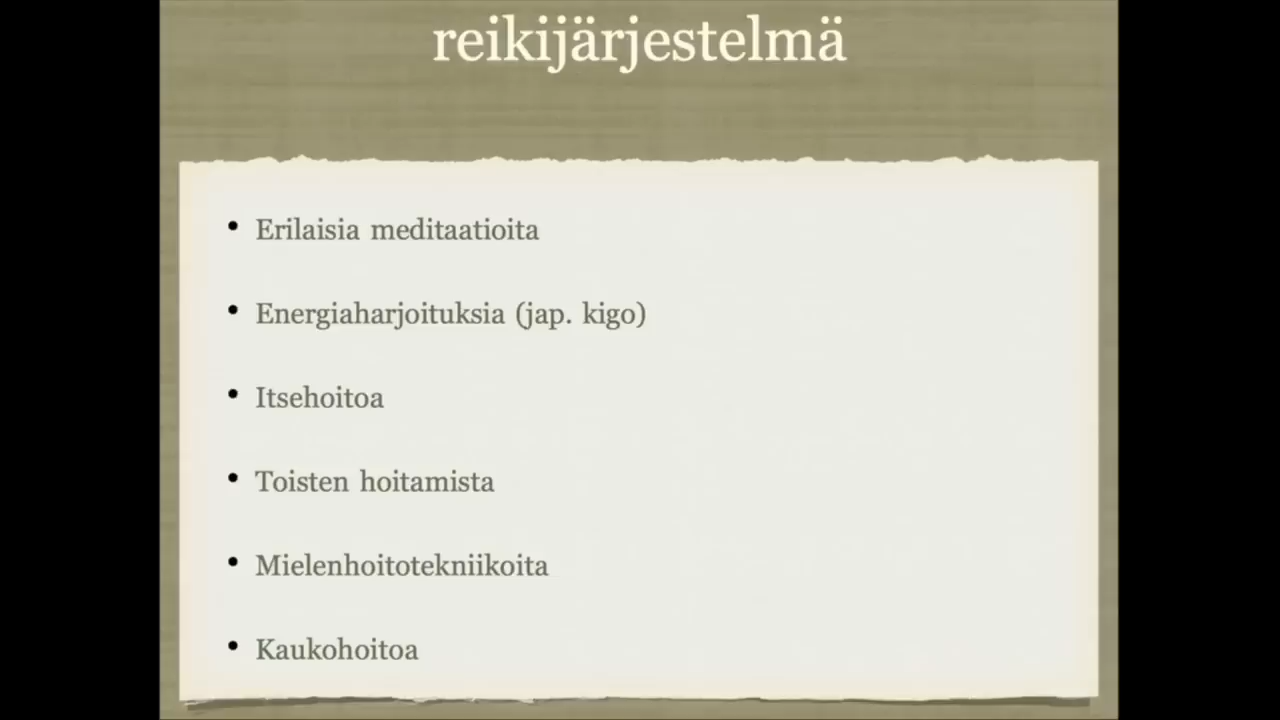 reikijärjestelmä
• Erilaisia meditaatioita
• Energiaharjoituksia (jap. kigo)
• Itsehoitoa
• Toisten hoitamista
• Mielenhoitotekniikoita
• Kaukohoitoa